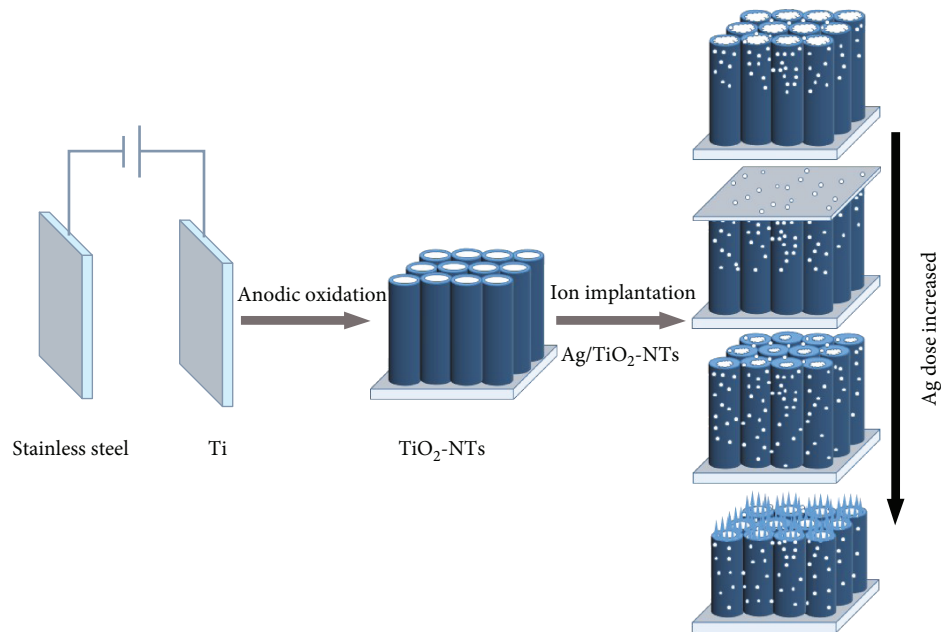 Anodic oxidation
Ion implantation
Ag/TiO₂-NTs
Ag dose increased
Stainless steel
Ti
TiO₂-NTs